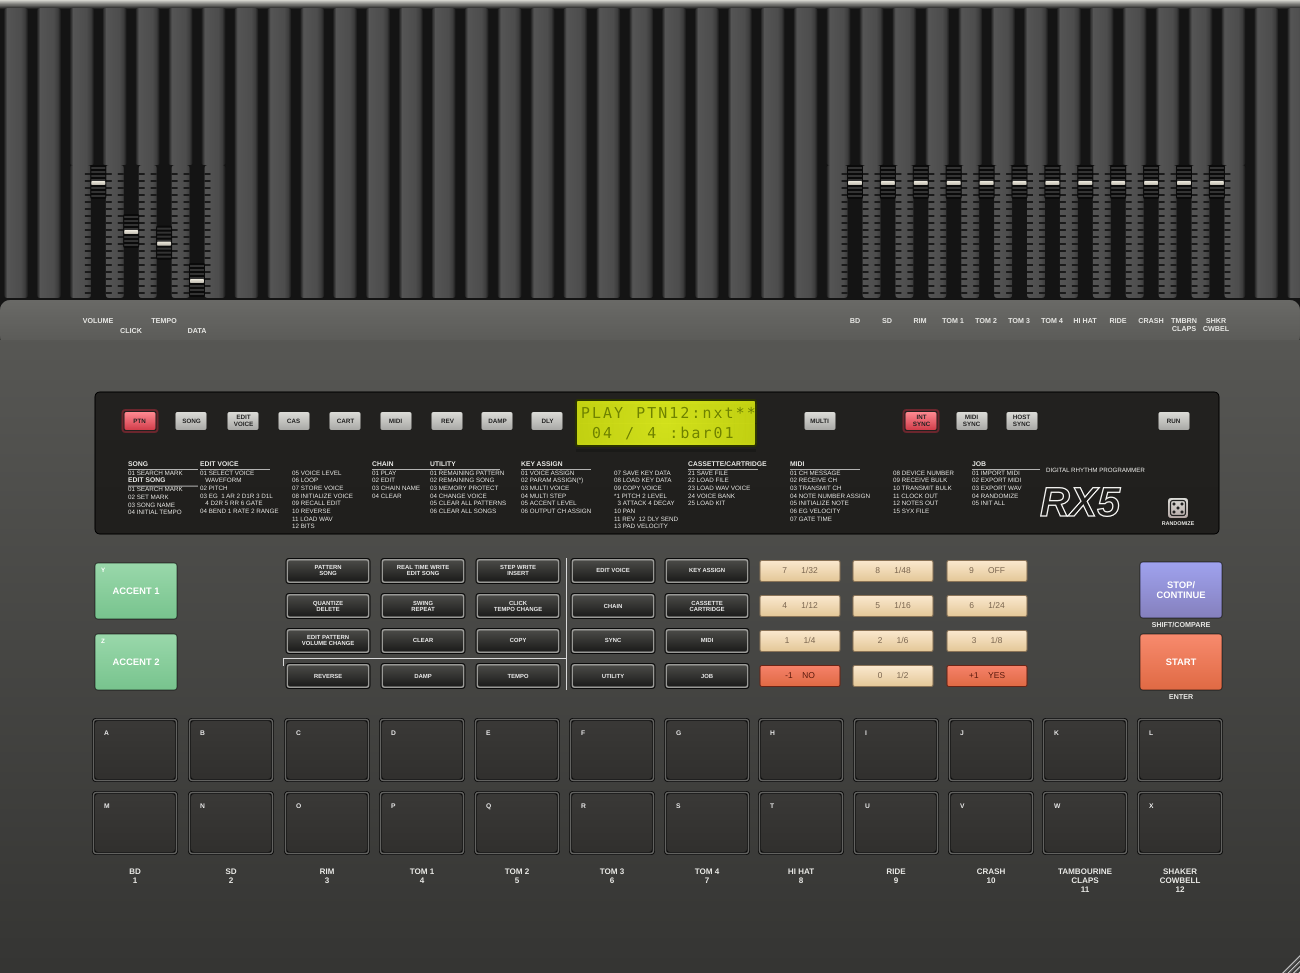 VOLUME TEMPO
CLICK DATA
BD SD RIM TOM 1 TOM 2 TOM 3 TOM 4 HI HAT RIDE CRASH TMBRN CLAPS SHKR CWBEL
PTN SONG EDIT VOICE CAS CART MIDI REV DAMP DLY
PLAY PTN12:nxt**
04 / 4 :bar01
MULTI INT SYNC MIDI SYNC HOST SYNC RUN
SONG
01 SEARCH MARK
EDIT SONG
01 SEARCH MARK
02 SET MARK
03 SONG NAME
04 INITIAL TEMPO
EDIT VOICE
01 SELECT VOICE
WAVEFORM
02 PITCH
03 EG 1 AR 2 D1R 3 D1L
4 D2R 5 RR 6 GATE
04 BEND 1 RATE 2 RANGE
05 VOICE LEVEL
06 LOOP
07 STORE VOICE
08 INITIALIZE VOICE
09 RECALL EDIT
10 REVERSE
11 LOAD WAV
12 BITS
CHAIN
01 PLAY
02 EDIT
03 CHAIN NAME
04 CLEAR
UTILITY
01 REMAINING PATTERN
02 REMAINING SONG
03 MEMORY PROTECT
04 CHANGE VOICE
05 CLEAR ALL PATTERNS
06 CLEAR ALL SONGS
KEY ASSIGN
01 VOICE ASSIGN
02 PARAM ASSIGN(*)
03 MULTI VOICE
04 MULTI STEP
05 ACCENT LEVEL
06 OUTPUT CH ASSIGN
07 SAVE KEY DATA
08 LOAD KEY DATA
09 COPY VOICE
*1 PITCH 2 LEVEL
3 ATTACK 4 DECAY
10 PAN
11 REV 12 DLY SEND
13 PAD VELOCITY
CASSETTE/CARTRIDGE
21 SAVE FILE
22 LOAD FILE
23 LOAD WAV VOICE
24 VOICE BANK
25 LOAD KIT
MIDI
01 CH MESSAGE
02 RECEIVE CH
03 TRANSMIT CH
04 NOTE NUMBER ASSIGN
05 INITIALIZE NOTE
06 EG VELOCITY
07 GATE TIME
08 DEVICE NUMBER
09 RECEIVE BULK
10 TRANSMIT BULK
11 CLOCK OUT
12 NOTES OUT
15 SYX FILE
JOB
01 IMPORT MIDI
02 EXPORT MIDI
03 EXPORT WAV
04 RANDOMIZE
05 INIT ALL
DIGITAL RHYTHM PROGRAMMER
RX5
RANDOMIZE
Y
ACCENT 1
Z
ACCENT 2
PATTERN SONG
REAL TIME WRITE EDIT SONG
STEP WRITE INSERT
EDIT VOICE
KEY ASSIGN
7 1/32
8 1/48
9 OFF
QUANTIZE DELETE
SWING REPEAT
CLICK TEMPO CHANGE
CHAIN
CASSETTE CARTRIDGE
4 1/12
5 1/16
6 1/24
EDIT PATTERN VOLUME CHANGE
CLEAR
COPY
SYNC
MIDI
1 1/4
2 1/6
3 1/8
REVERSE
DAMP
TEMPO
UTILITY
JOB
-1 NO
0 1/2
+1 YES
STOP/
CONTINUE
SHIFT/COMPARE
START
ENTER
A B C D E F G H I J K L
M N O P Q R S T U V W X
BD
1
SD
2
RIM
3
TOM 1
4
TOM 2
5
TOM 3
6
TOM 4
7
HI HAT
8
RIDE
9
CRASH
10
TAMBOURINE
CLAPS
11
SHAKER
COWBELL
12